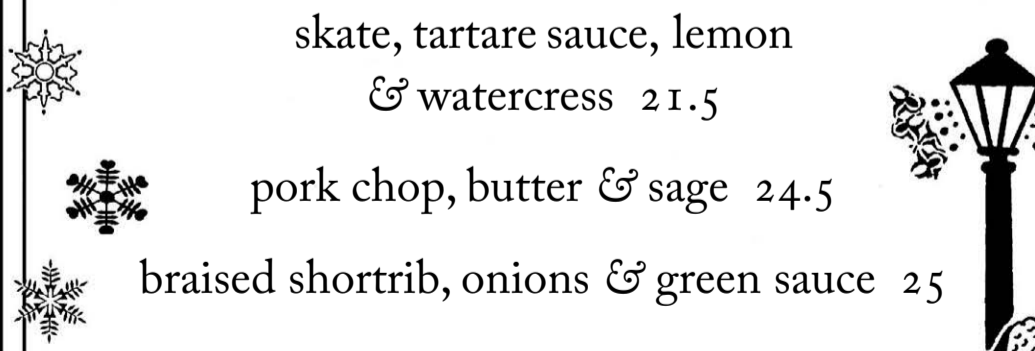 skate, tartare sauce, lemon
& watercress 21.5
pork chop, butter & sage 24.5
braised shortrib, onions & green sauce 25